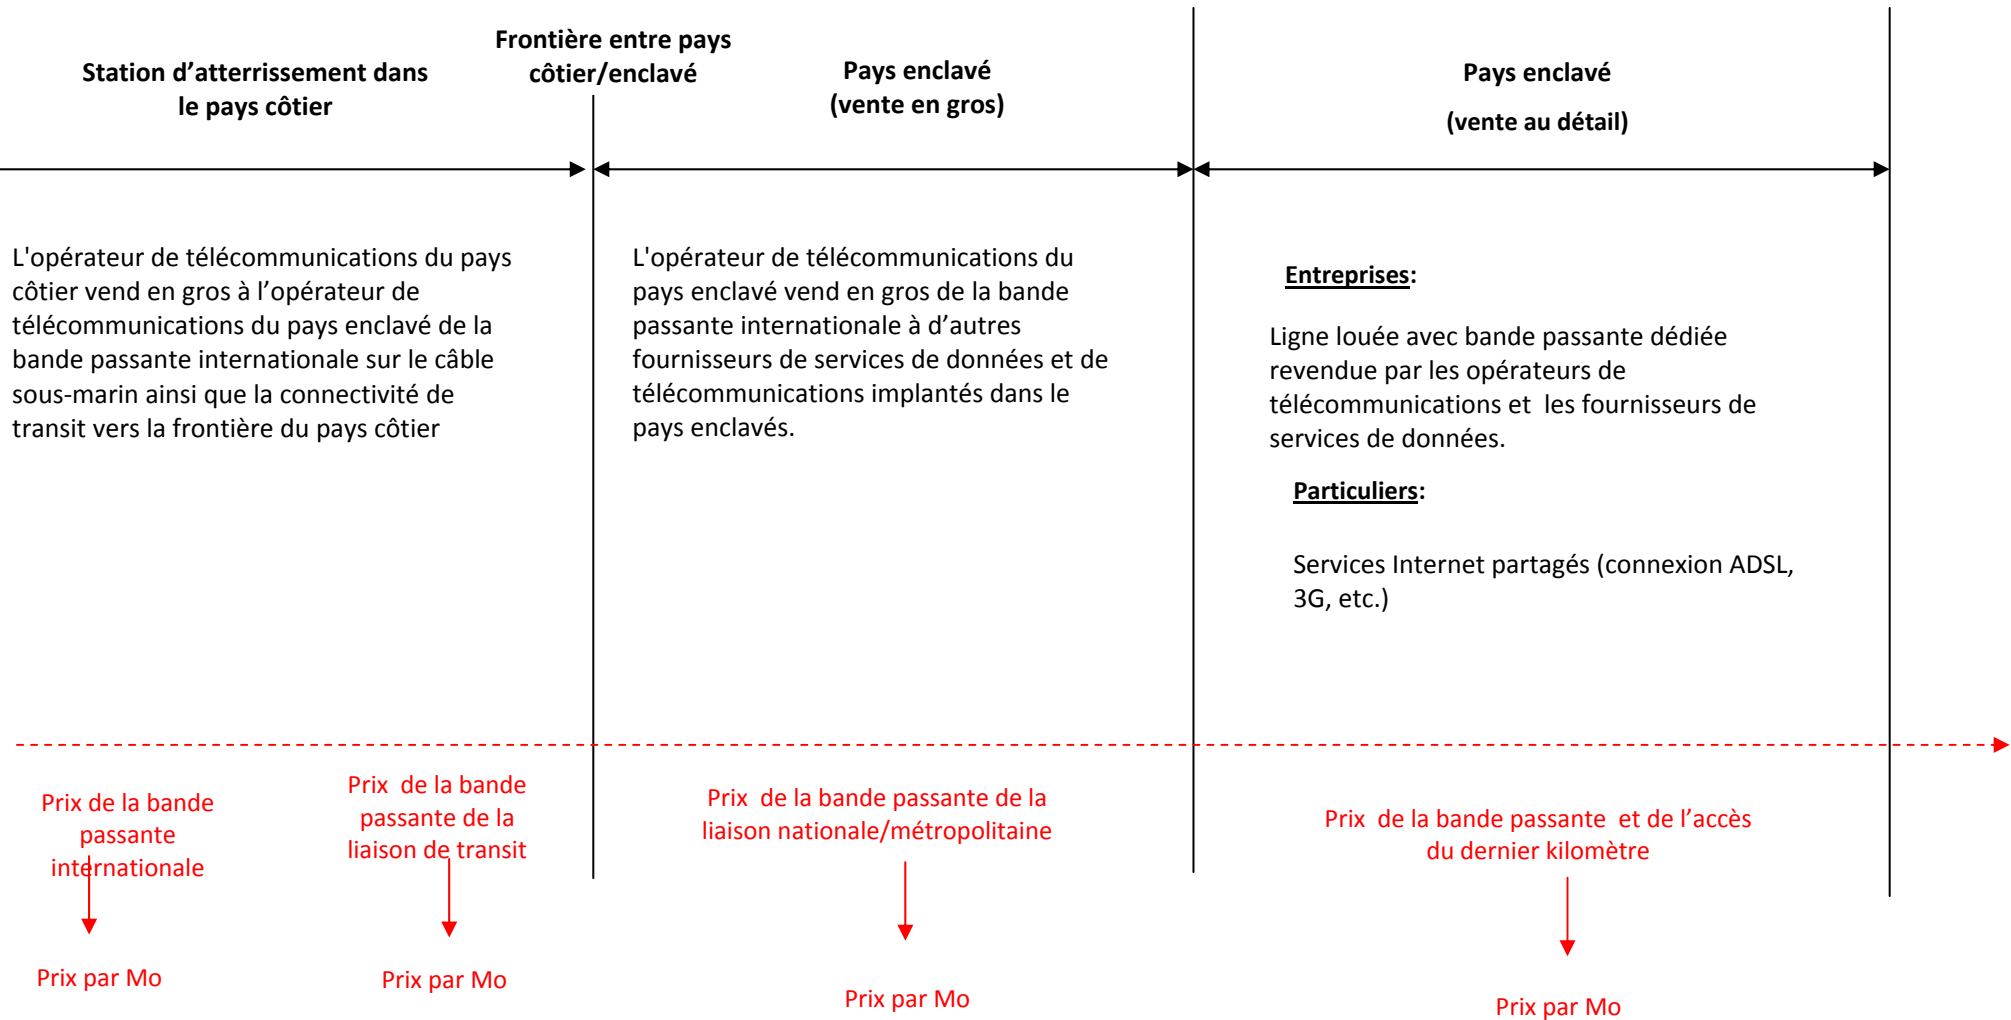 Station d’atterrissement dans
le pays côtier
Frontière entre pays
côtier/enclavé
Pays enclavé
(vente en gros)
Pays enclavé
(vente au détail)
L'opérateur de télécommunications du pays
côtier vend en gros à l’opérateur de
télécommunications du pays enclavé de la
bande passante internationale sur le câble
sous-marin ainsi que la connectivité de
transit vers la frontière du pays côtier
L'opérateur de télécommunications du
pays enclavé vend en gros de la bande
passante internationale à d’autres
fournisseurs de services de données et de
télécommunications implantés dans le
pays enclavés.
Entreprises:
Ligne louée avec bande passante dédiée
revendue par les opérateurs de
télécommunications et les fournisseurs de
services de données.
Particuliers:
Services Internet partagés (connexion ADSL,
3G, etc.)
Prix de la bande
passante
internationale
Prix de la bande
passante de la
liaison de transit
Prix de la bande passante de la
liaison nationale/métropolitaine
Prix de la bande passante et de l’accès
du dernier kilomètre
Prix par Mo
Prix par Mo
Prix par Mo
Prix par Mo